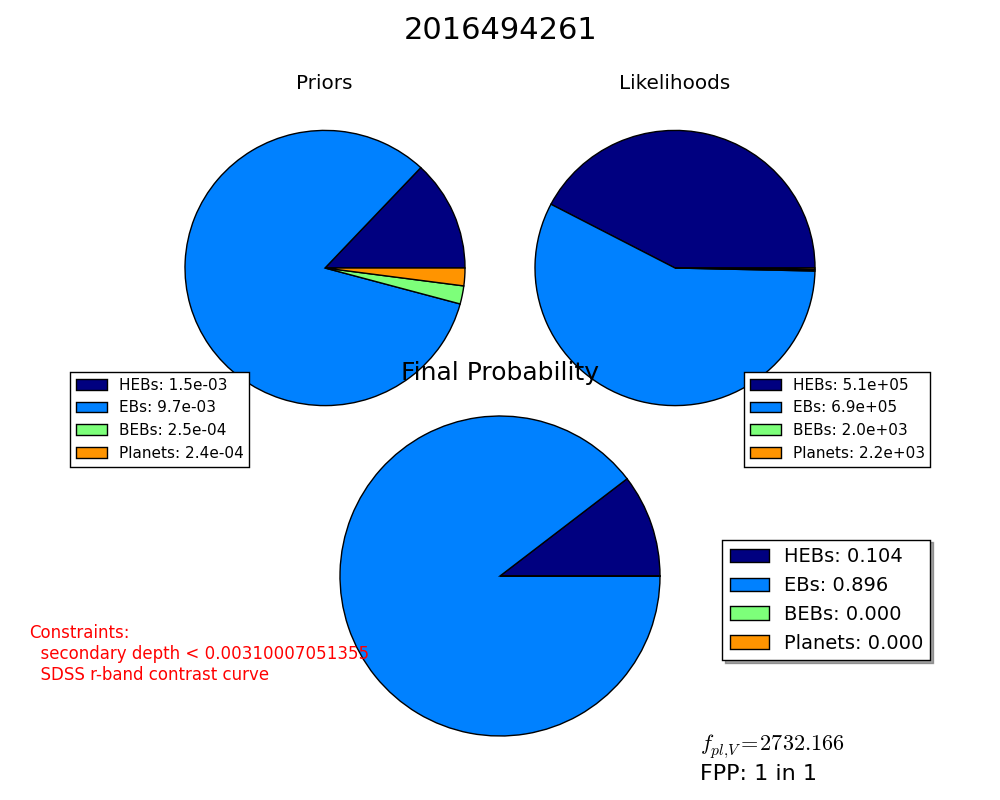 2016494261
Priors
Likelihoods
HEBs: 1.5e-03
EBs: 9.7e-03
BEBs: 2.5e-04
Planets: 2.4e-04
HEBs: 5.1e+05
EBs: 6.9e+05
BEBs: 2.0e+03
Planets: 2.2e+03
Final Probability
HEBs: 0.104
EBs: 0.896
BEBs: 0.000
Planets: 0.000
Constraints:
secondary depth < 0.00310007051355
SDSS r-band contrast curve
f_{pl,V} = 2732.166
FPP: 1 in 1